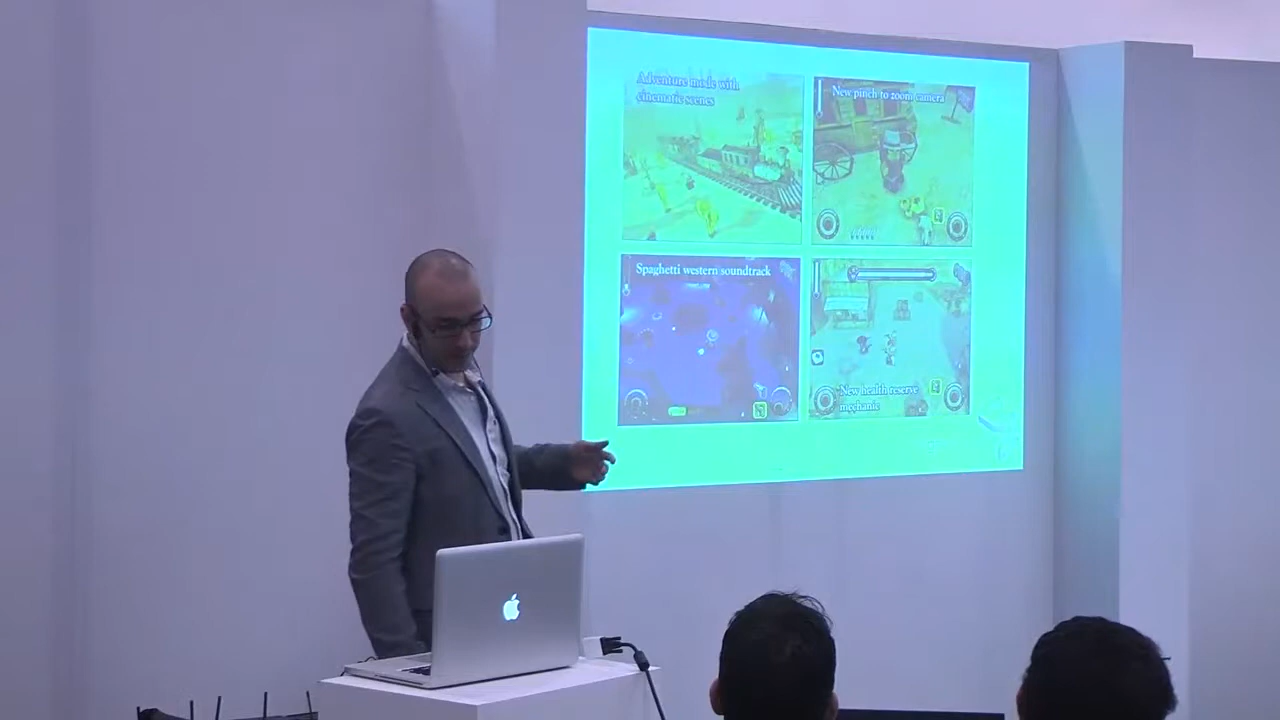 Adventure mode with
cinematic scenes
New pinch to zoom camera
Spaghetti western soundtrack
New health reserve
mechanic